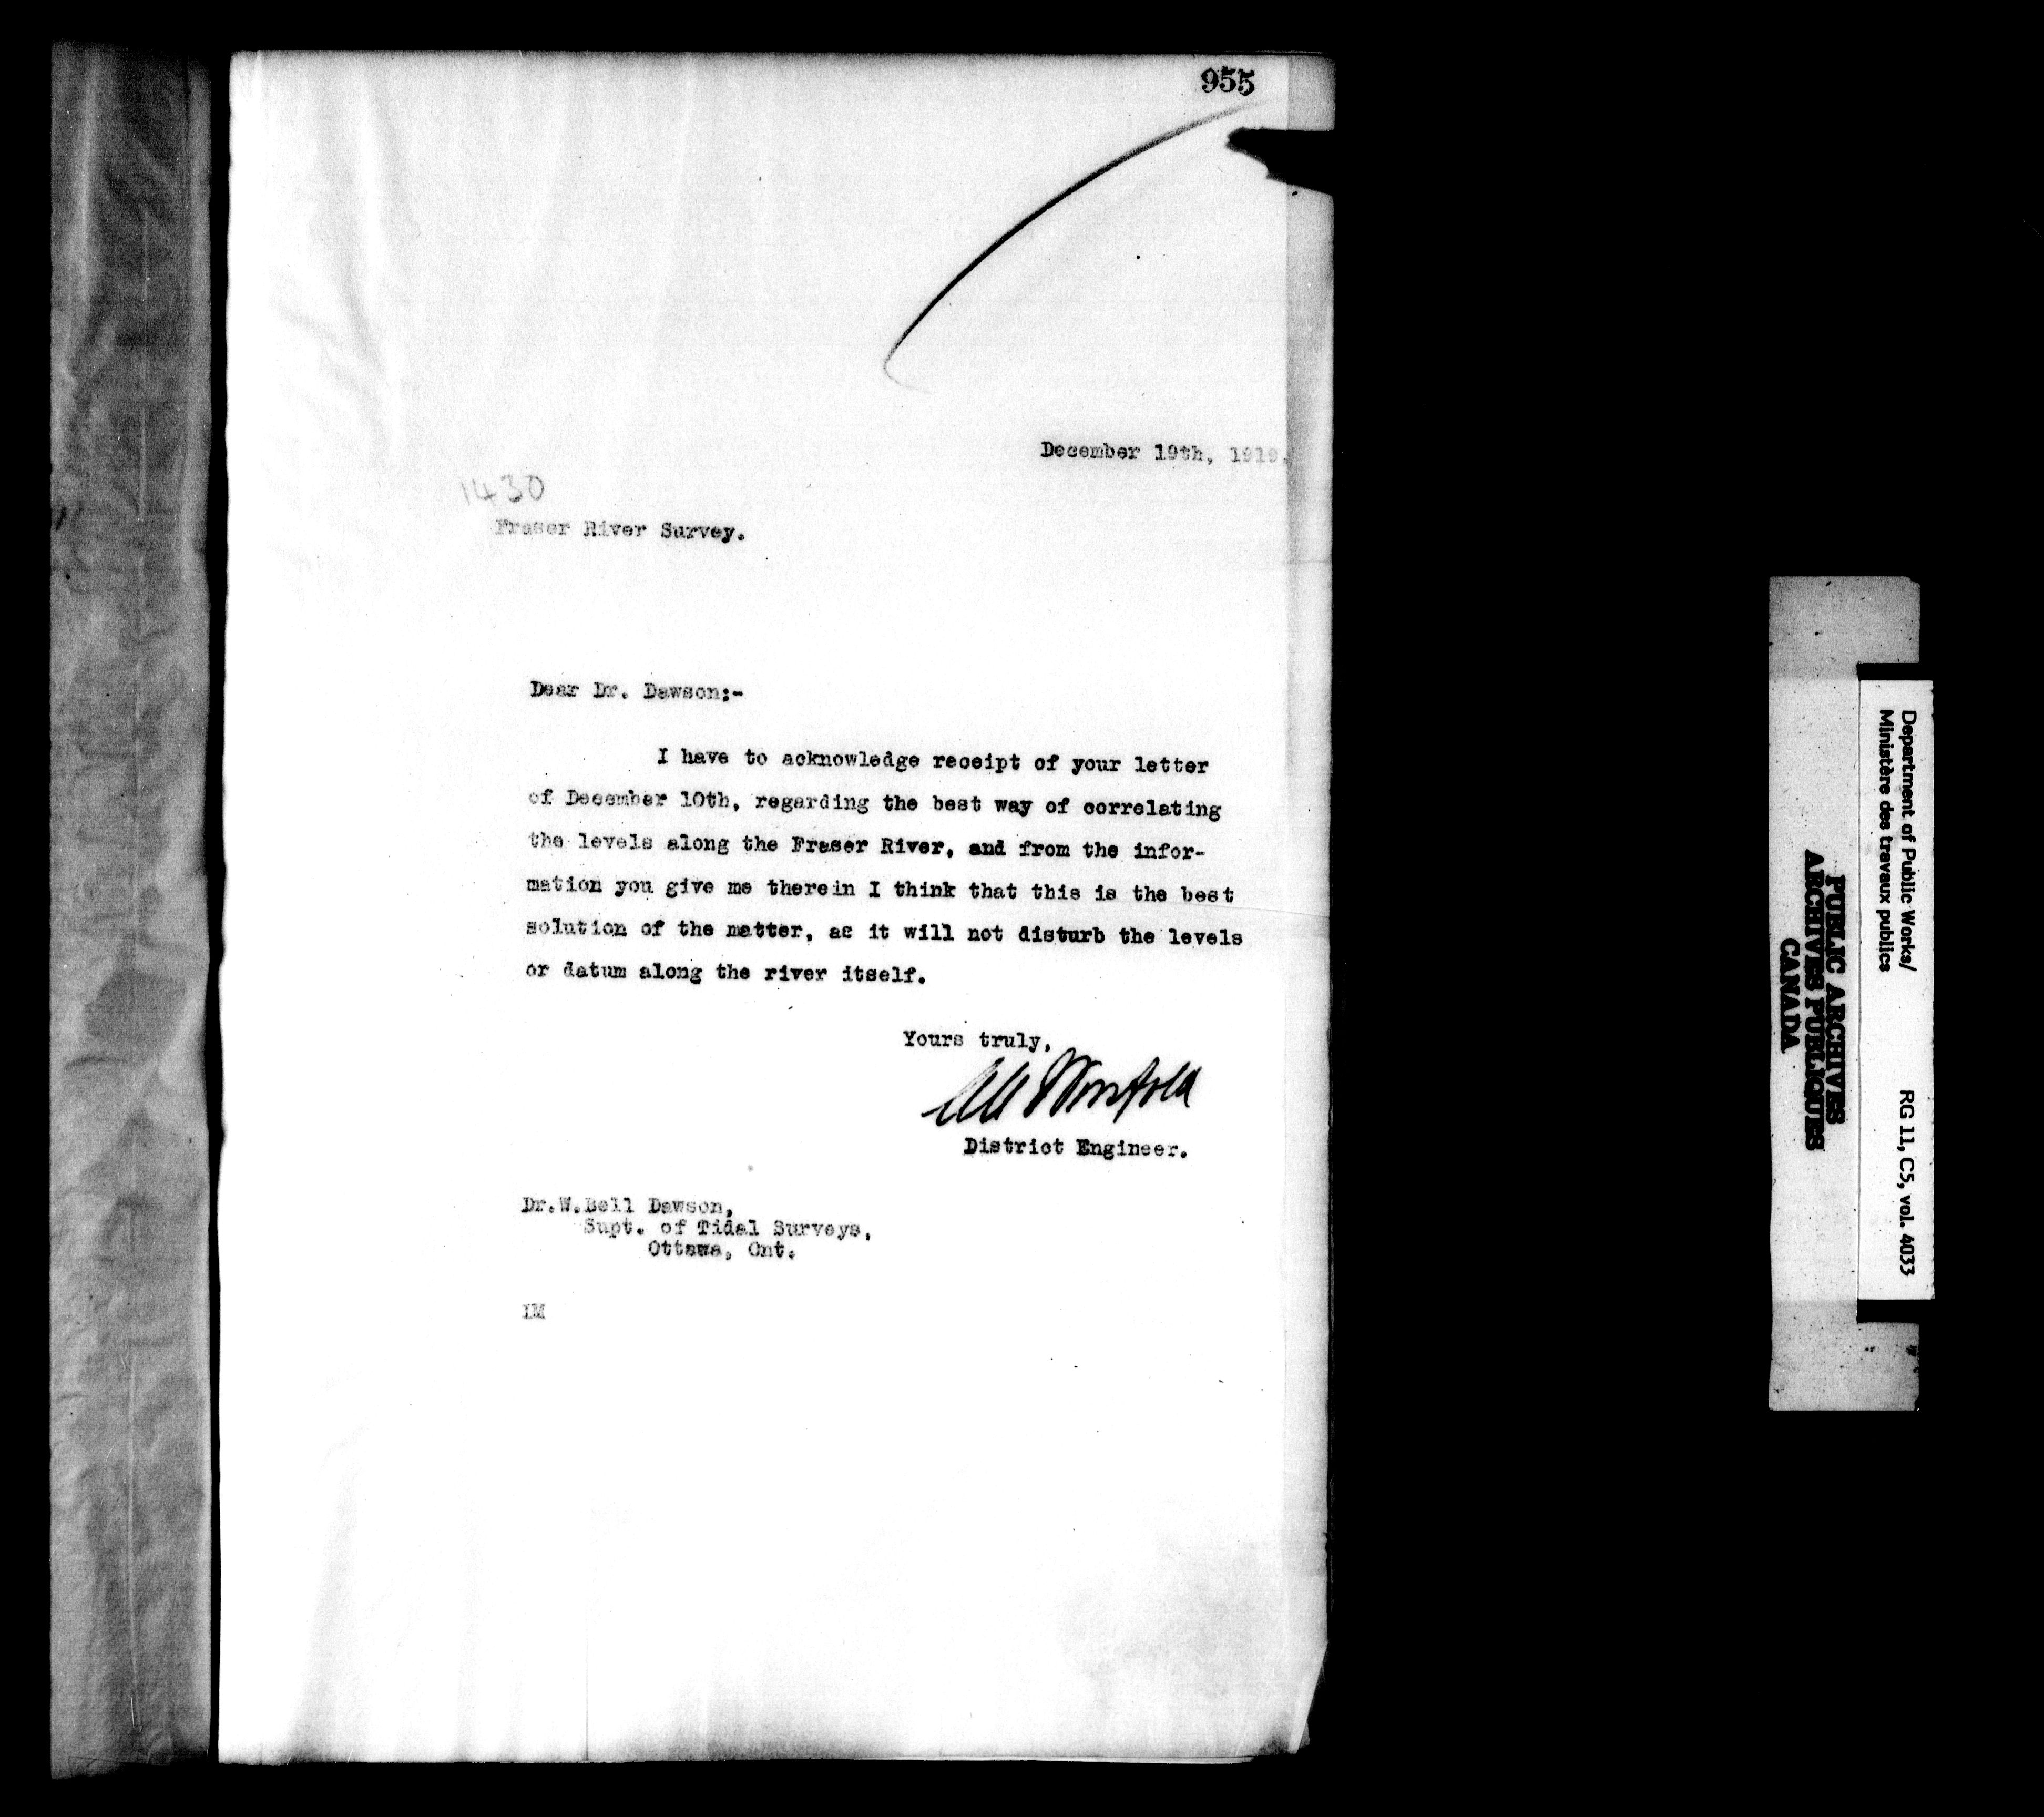 955
December 19th, 1919.
1430
Fraser River Survey.
Dear Dr. Dawson:-
I have to acknowledge receipt of your letter
of December 10th, regarding the best way of correlating
the levels along the Fraser River, and from the infor-
mation you give me therein I think that this is the best
solution of the matter, as it will not disturb the levels
or datum along the river itself.
Yours truly,
District Engineer.
Dr.W.Bell Dawson,
Supt. of Tidal Surveys,
Ottawa, Ont.
IM
Department of Public Works/
Ministère des travaux publics
RG 11, C5, vol. 4033
PUBLIC ARCHIVES
ARCHIVES PUBLIQUES
CANADA